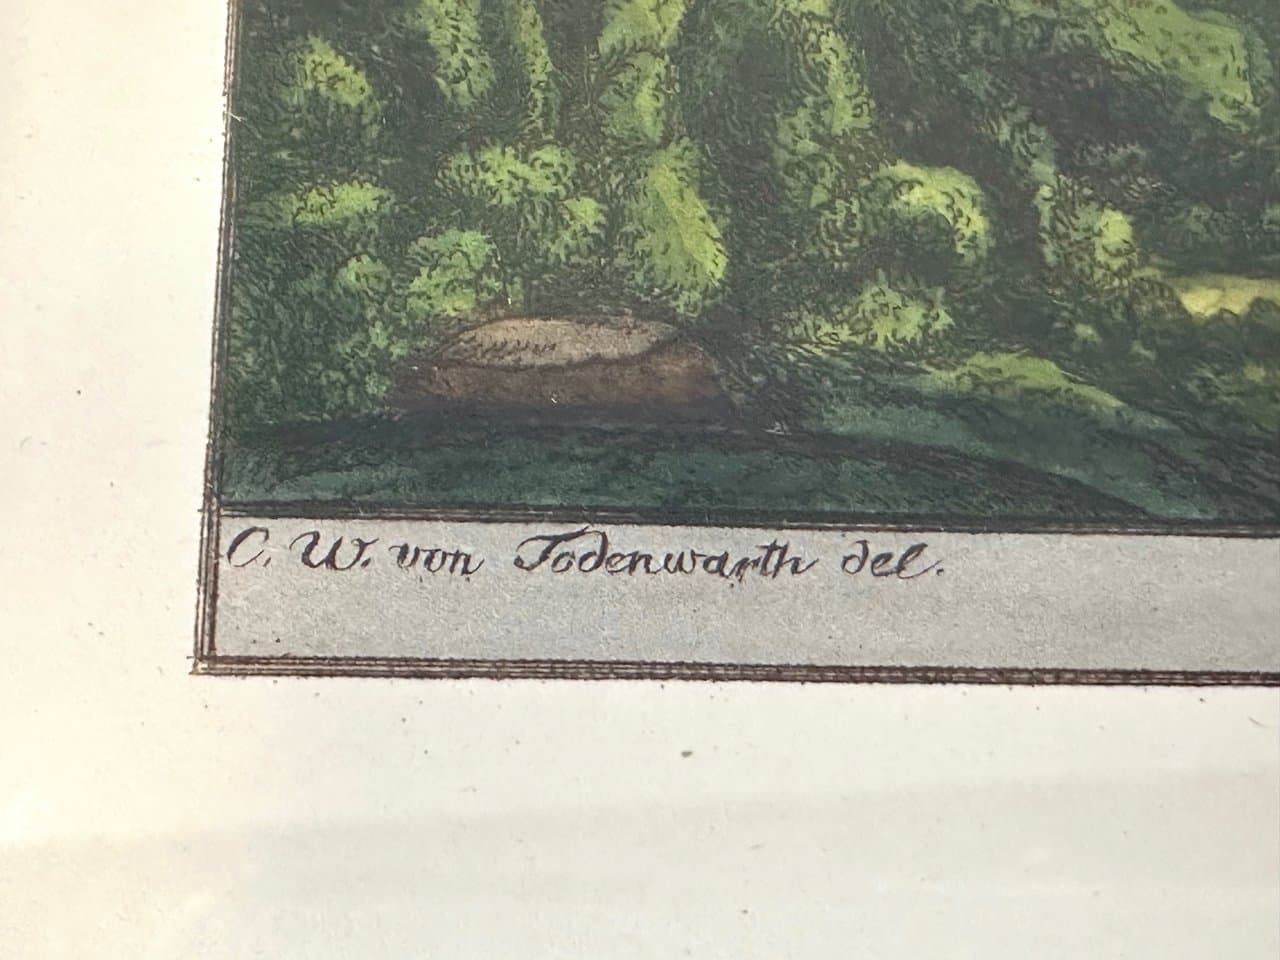 C. W. von Todenwarth del.